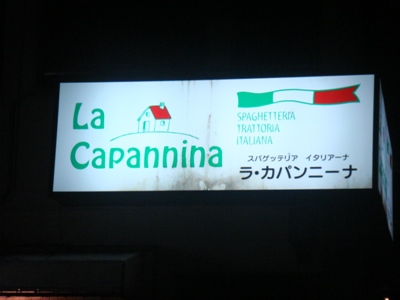 La
Capannina
SPAGHETTERIA
TRATTORIA
ITALIANA
スパゲッテリア イタリアーナ
ラ・カパンニーナ